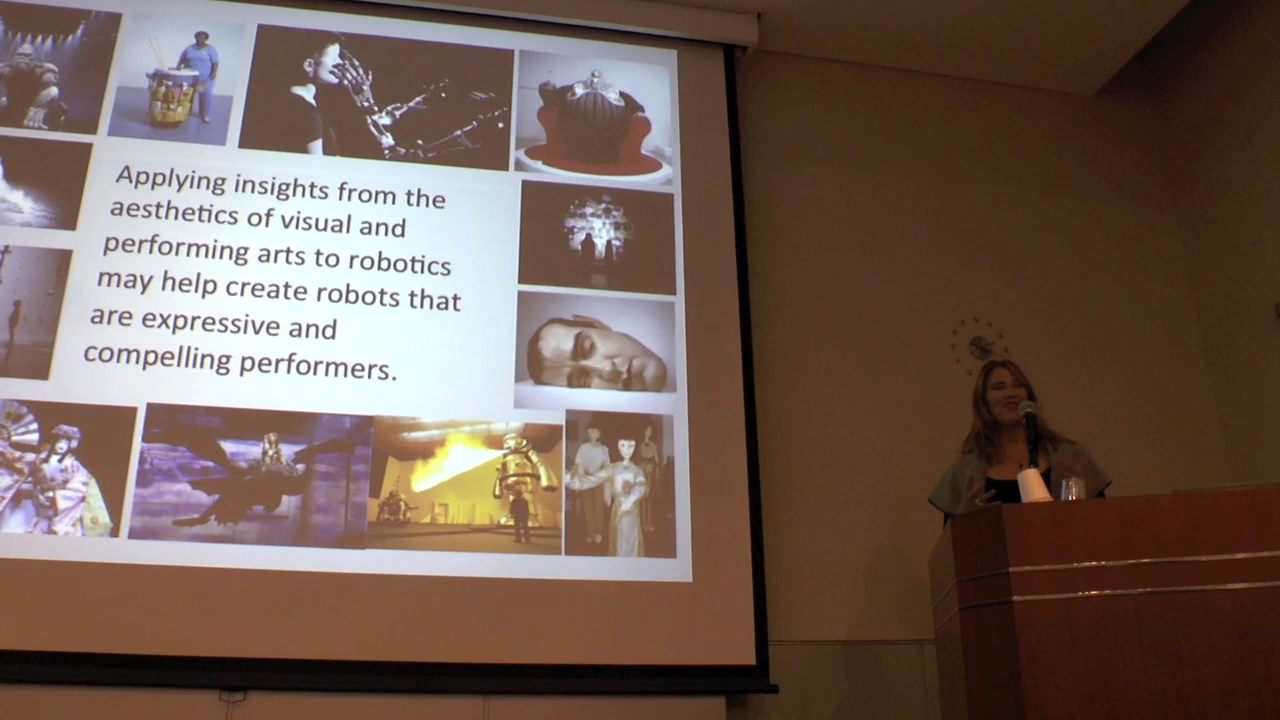 Applying insights from the
aesthetics of visual and
performing arts to robotics
may help create robots that
are expressive and
compelling performers.